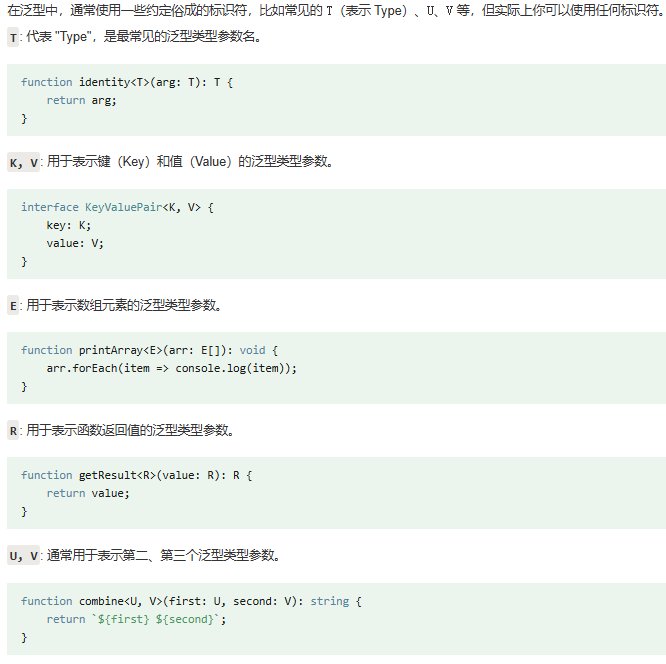 在泛型中，通常使用一些约定俗成的标识符，比如常见的 T（表示 Type）、U、V 等，但实际上你可以使用任何标识符。
T: 代表 "Type"，是最常见的泛型类型参数名。
function identity<T>(arg: T): T {
    return arg;
}
K, V: 用于表示键（Key）和值（Value）的泛型类型参数。
interface KeyValuePair<K, V> {
    key: K;
    value: V;
}
E: 用于表示数组元素的泛型类型参数。
function printArray<E>(arr: E[]): void {
    arr.forEach(item => console.log(item));
}
R: 用于表示函数返回值的泛型类型参数。
function getResult<R>(value: R): R {
    return value;
}
U, V: 通常用于表示第二、第三个泛型类型参数。
function combine<U, V>(first: U, second: V): string {
    return `${first} ${second}`;
}